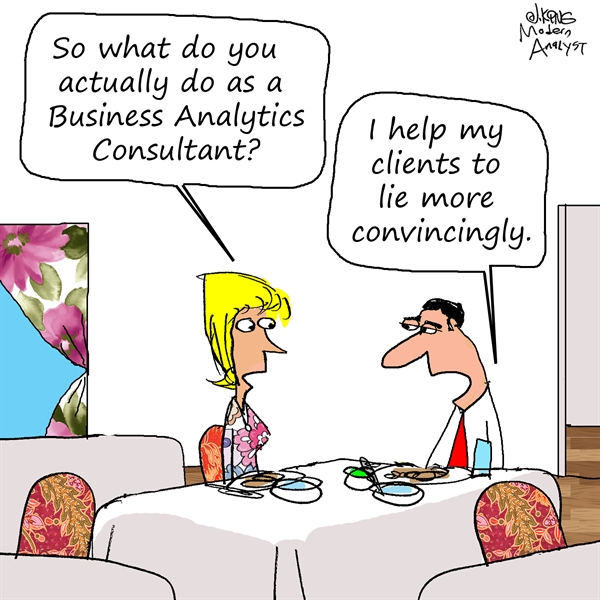 So what do you
actually do as a
Business Analytics
Consultant?
I help my
clients to
lie more
convincingly.
Modern
Analyst